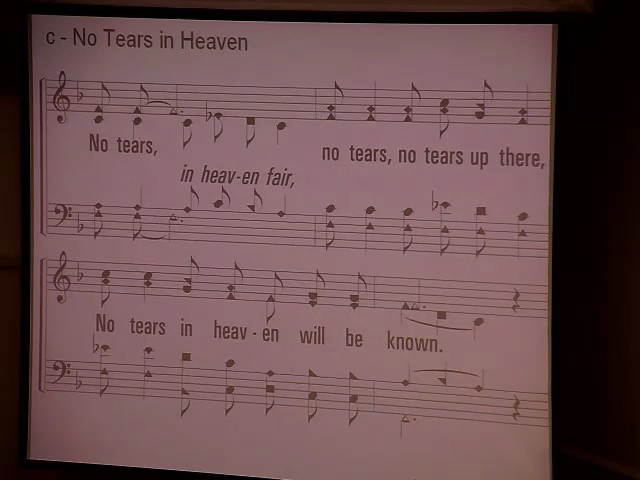 c - No Tears in Heaven
No tears,
no tears, no tears up there,
in heav-en fair,
No tears in heav - en will be known.